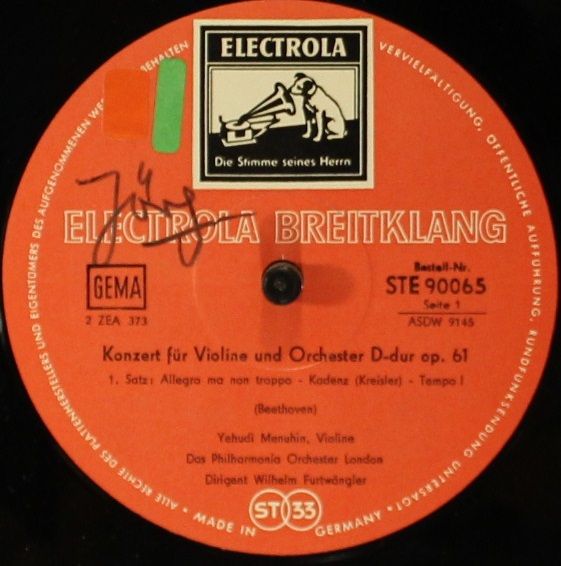 ELECTROLA
Die Stimme seines Herrn
Jörg
ELECTROLA BREITKLANG
GEMA
2 ZEA 373
Bestell-Nr.
STE 90065
Seite 1
ASDW 9145
Konzert für Violine und Orchester D-dur op. 61
1. Satz: Allegro ma non troppo - Kadenz (Kreisler) - Tempo I
(Beethoven)
Yehudi Menuhin, Violine
Das Philharmonia Orchester London
Dirigent Wilhelm Furtwängler
ST 33
MADE IN GERMANY
• ALLE RECHTE DES PLATTENHERSTELLERS UND EIGENTÜMERS DES AUFGENOMMENEN BEHALTEN
VERVIELFÄLTIGUNG, ÖFFENTLICHE AUFFÜHRUNG, RUNDFUNKSENDUNG UNTERSAGT •